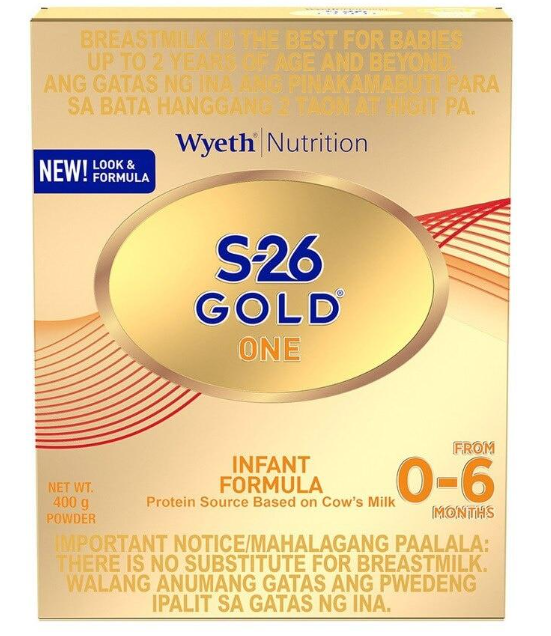 BREASTMILK IS THE BEST FOR BABIES
UP TO 2 YEARS OF AGE AND BEYOND.
ANG GATAS NG INA ANG PINAKAMABUTI PARA
SA BATA HANGGANG 2 TAON AT HIGIT PA.
Wyeth® | Nutrition
NEW! LOOK &
FORMULA
S-26
GOLD®
ONE
INFANT
FORMULA
Protein Source Based on Cow's Milk
FROM
0-6
MONTHS
NET WT.
400 g
POWDER
IMPORTANT NOTICE/MAHALAGANG PAALALA:
THERE IS NO SUBSTITUTE FOR BREASTMILK.
WALANG ANUMANG GATAS ANG PWEDENG
IPALIT SA GATAS NG INA.